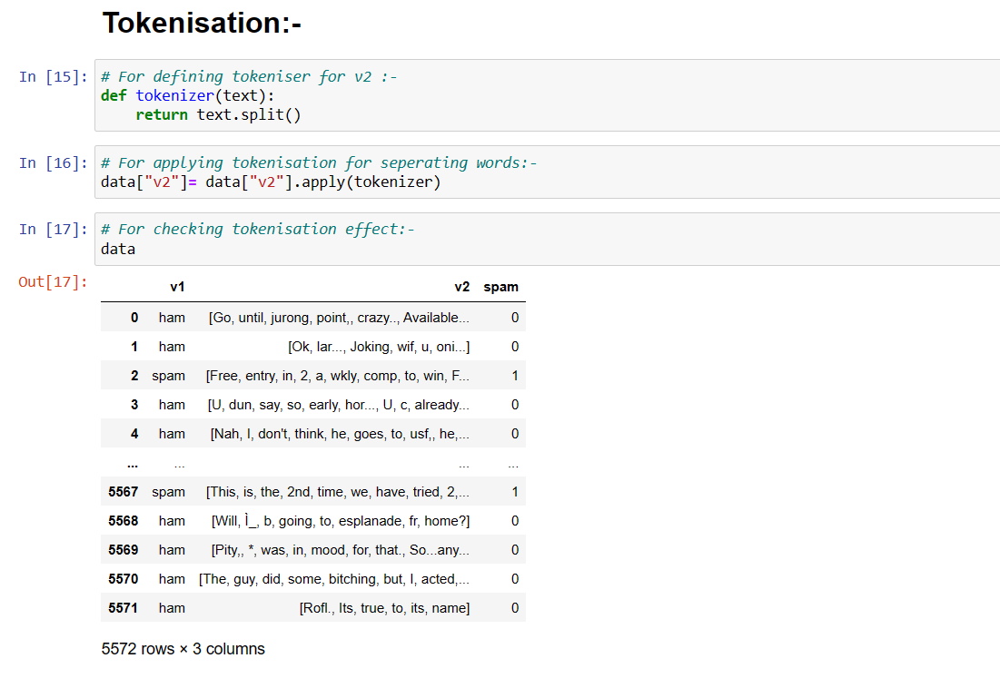 Tokenisation:-
In [15]: # For defining tokeniser for v2 :-
def tokenizer(text):
    return text.split()
In [16]: # For applying tokenisation for seperating words:-
data["v2"]= data["v2"].apply(tokenizer)
In [17]: # For checking tokenisation effect:-
data
Out[17]:
v1 v2 spam
0 ham [Go, until, jurong, point,, crazy.., Available... 0
1 ham [Ok, lar..., Joking, wif, u, oni...] 0
2 spam [Free, entry, in, 2, a, wkly, comp, to, win, F... 1
3 ham [U, dun, say, so, early, hor..., U, c, already... 0
4 ham [Nah, I, don't, think, he, goes, to, usf,, he,... 0
... ... ... ...
5567 spam [This, is, the, 2nd, time, we, have, tried, 2,... 1
5568 ham [Will, Ì_, b, going, to, esplanade, fr, home?] 0
5569 ham [Pity,, *, was, in, mood, for, that., So...any... 0
5570 ham [The, guy, did, some, bitching, but, I, acted,... 0
5571 ham [Rofl., Its, true, to, its, name] 0
5572 rows × 3 columns